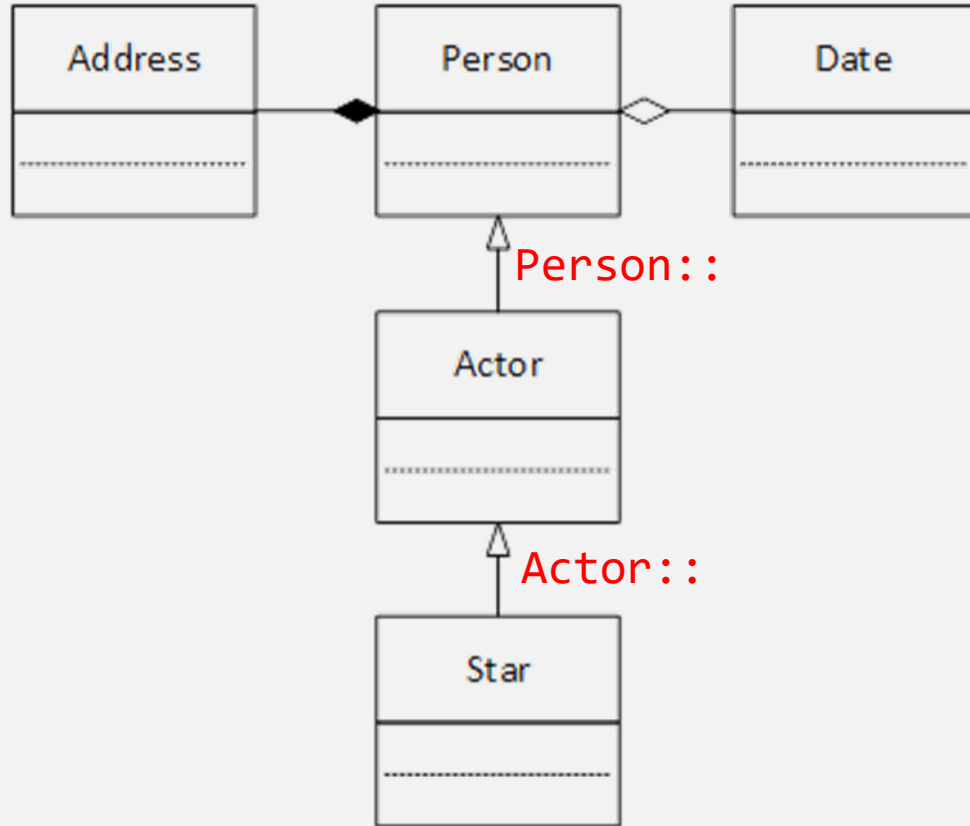 Address
Person
Date
Person::
Actor
Actor::
Star